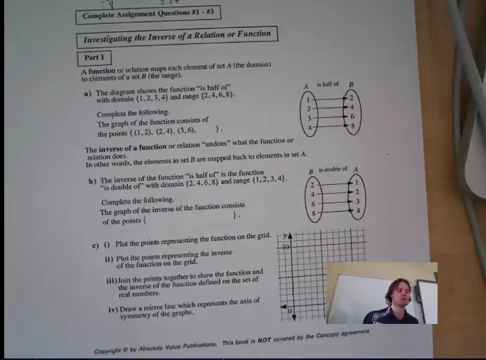 Complete Assignment Questions #1 - #3
Investigating the Inverse of a Relation or Function
Part 1
A function or relation maps each element of set A (the domain)
to elements of a set B (the range).
a) The diagram shows the function "is half of"
with domain {1, 2, 3, 4} and range {2, 4, 6, 8}.
Complete the following.
The graph of the function consists of
the points {(1, 2), (2, 4), (3, 6), }.
A is half of B
1 2
2 4
3 6
4 8
The inverse of a function or relation "undoes" what the function or
relation does.
In other words, the elements in set B are mapped back to elements in set A.
b) The inverse of the function "is half of" is the function
"is double of" with domain {2, 4, 6, 8} and range {1, 2, 3, 4}.
Complete the following.
The graph of the inverse of the function consists
of the points { }.
B is double of A
2 1
4 2
6 3
8 4
c) i) Plot the points representing the function on the grid.
ii) Plot the points representing the inverse
of the function on the grid.
iii) Join the points together to show the function and
the inverse of the function defined on the set of
real numbers.
iv) Draw a mirror line which represents the axis of
symmetry of the graphs.
y
10
Copyright © by Absolute Value Publications. This book is NOT covered by the Cancopy agreement.